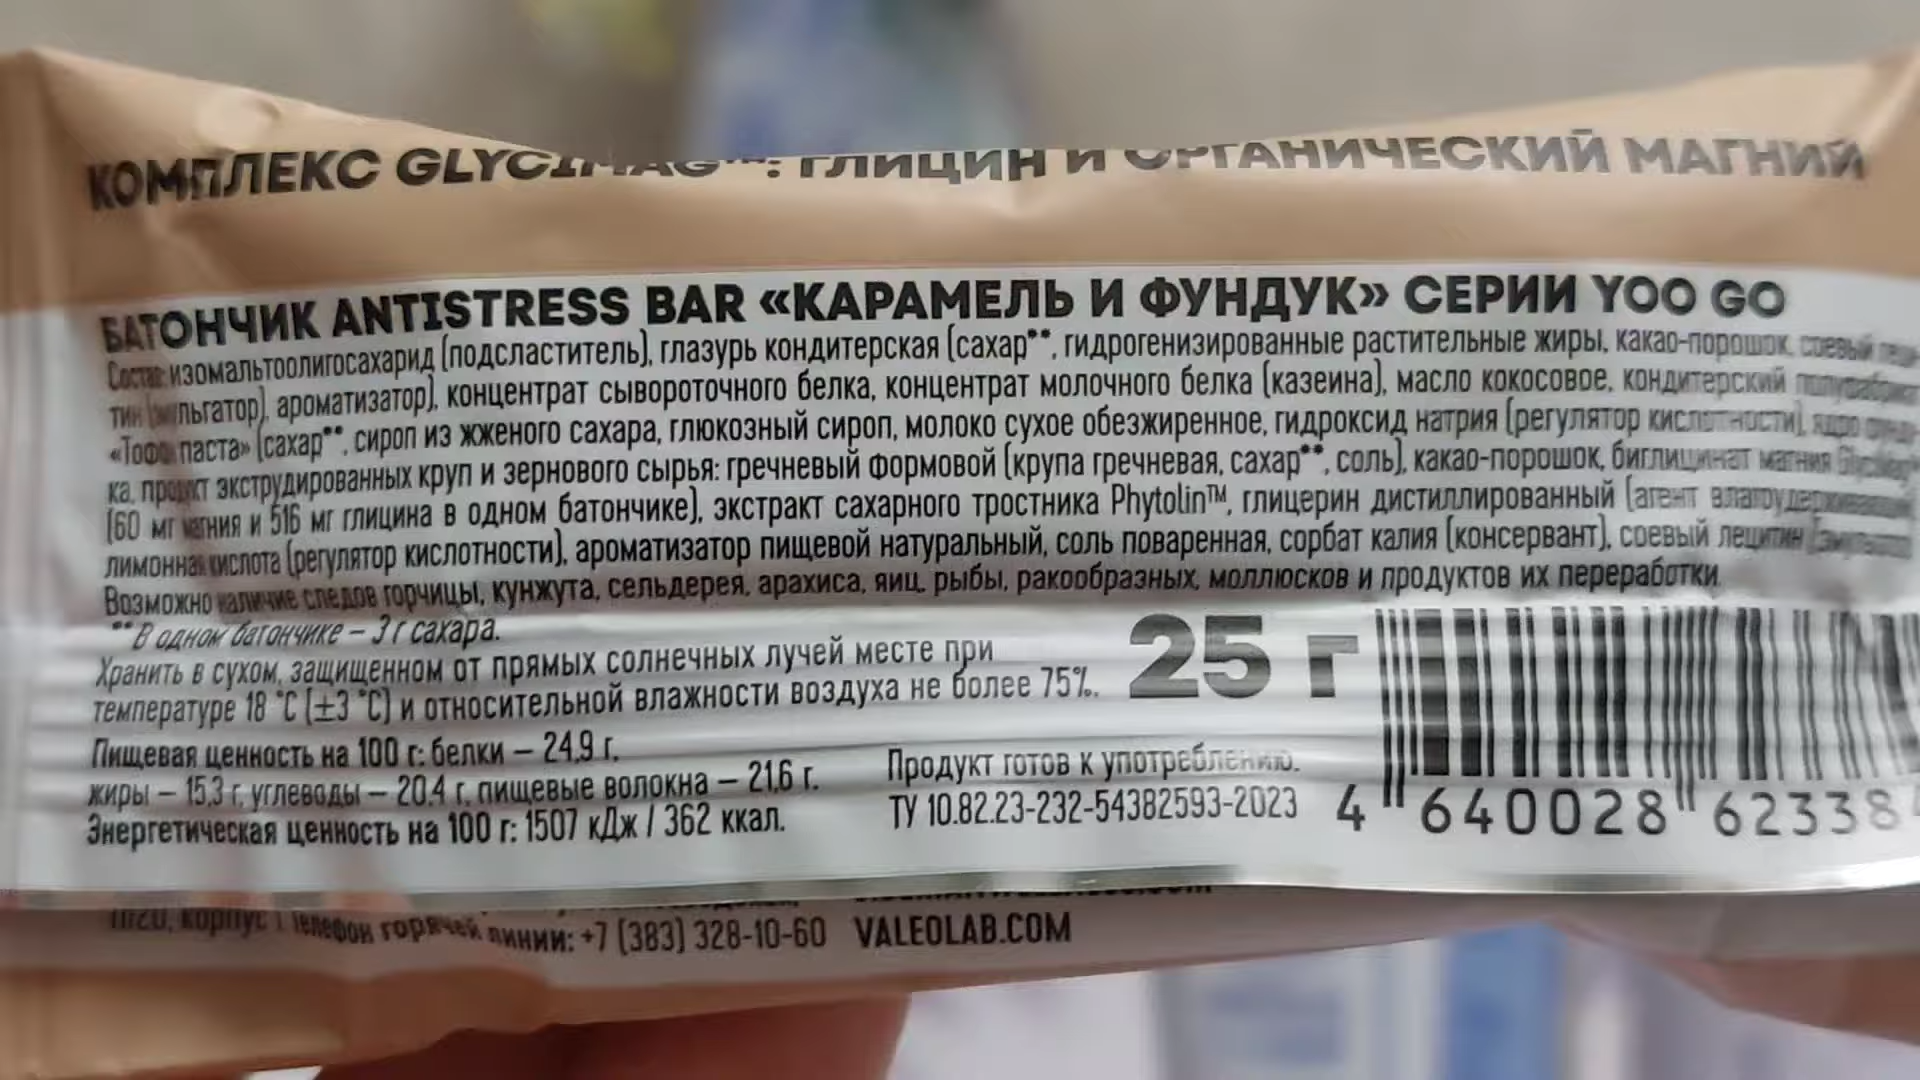 КОМПЛЕКС GLYCIMAG™: ГЛИЦИН И ОРГАНИЧЕСКИЙ МАГНИЙ
БАТОНЧИК ANTISTRESS BAR «КАРАМЕЛЬ И ФУНДУК» СЕРИИ YOO GO
Состав: изомальтоолигосахарид (подсластитель), глазурь кондитерская (сахар**, гидрогенизированные растительные жиры, какао-порошок, соевый
ароматизатор), концентрат сывороточного белка, концентрат молочного белка (казеина), масло кокосовое, кондитерский полуфабрикат
«Тоффи паста» (сахар**, сироп из жженого сахара, глюкозный сироп, молоко сухое обезжиренное, гидроксид натрия (регулятор кислотности), ядро
ка, продукт экструдированных круп и зернового сырья: гречневый формовой (крупа гречневая, сахар**, соль), какао-порошок, биглицинат магния
(60 мг магния и 516 мг глицина в одном батончике), экстракт сахарного тростника Phytolin™, глицерин дистиллированный (агент влагоудерживающий
лимонная кислота (регулятор кислотности), ароматизатор пищевой натуральный, соль поваренная, сорбат калия (консервант), соевый лецитин
Возможно наличие следов горчицы, кунжута, сельдерея, арахиса, яиц, рыбы, ракообразных, моллюсков и продуктов их переработки.
**В одном батончике – 3 г сахара.
Хранить в сухом, защищенном от прямых солнечных лучей месте при
температуре 18 °С (±3 °С) и относительной влажности воздуха не более 75%.
25 г
Пищевая ценность на 100 г: белки – 24,9 г,
жиры – 15,3 г, углеводы – 20,4 г, пищевые волокна – 21,6 г.
Энергетическая ценность на 100 г: 1507 кДж / 362 ккал.
Продукт готов к употреблению.
ТУ 10.82.23-232-54382593-2023
4 640028 62338
корпус 1 Телефон горячей линии: +7 (383) 328-10-60 VALEOLAB.COM